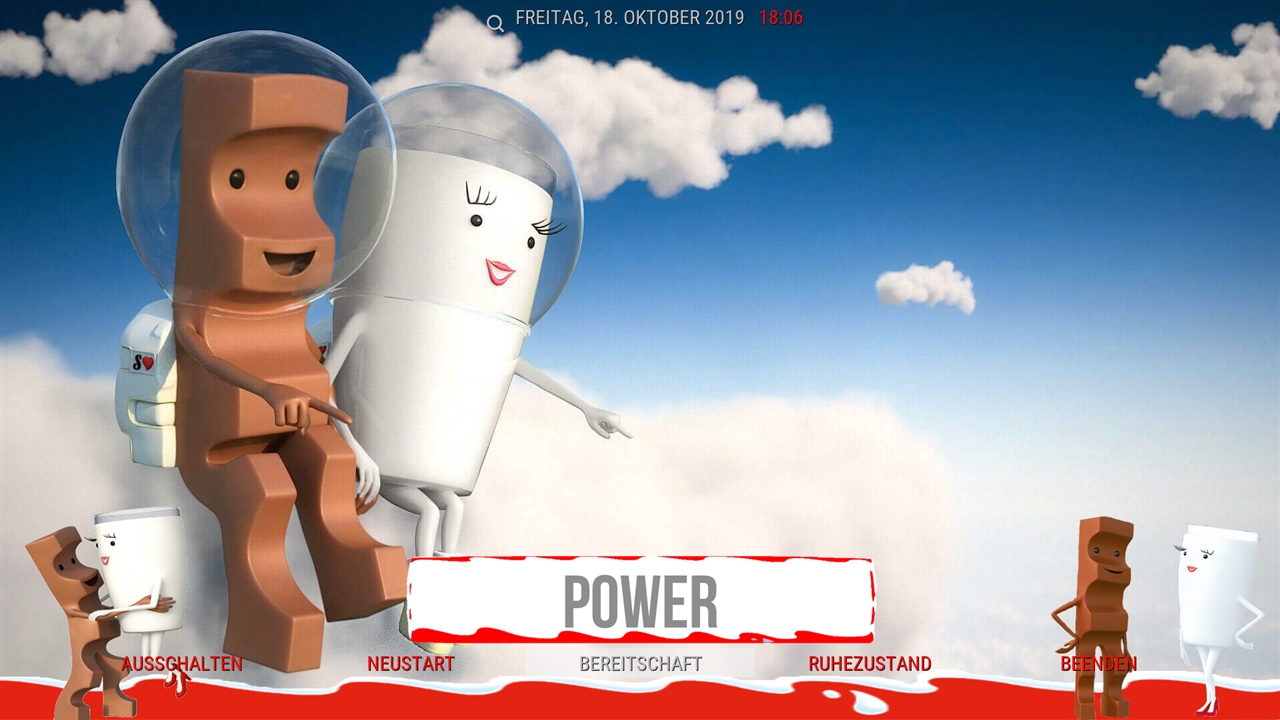 FREITAG, 18. OKTOBER 2019 18:06
S♥
POWER
AUSSCHALTEN NEUSTART BEREITSCHAFT RUHEZUSTAND BEENDEN